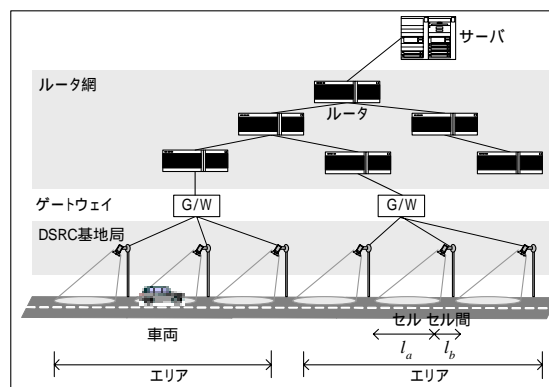 サーバ
ルータ網
ルータ
ゲートウェイ
G/W
G/W
DSRC基地局
セル
セル間
車両
l_a
l_b
エリア
エリア